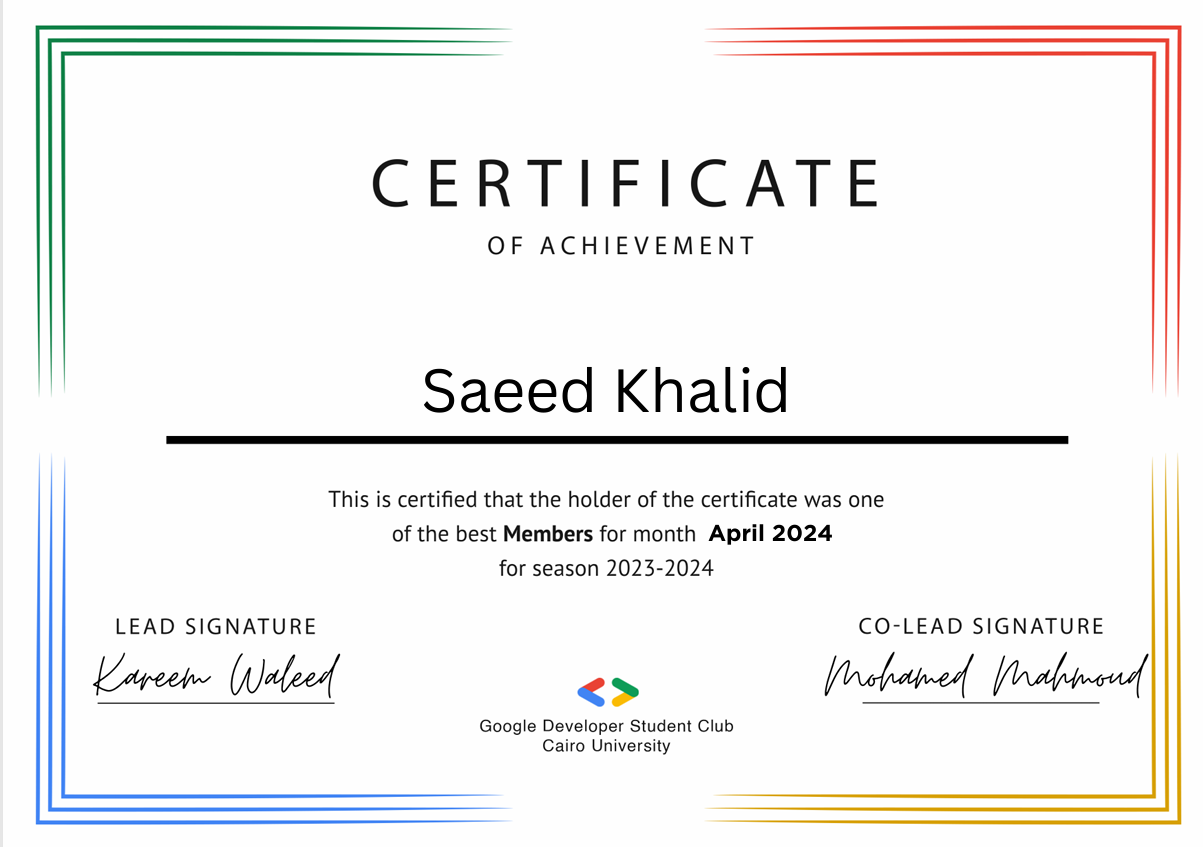 CERTIFICATE
OF ACHIEVEMENT
Saeed Khalid
This is certified that the holder of the certificate was one
of the best Members for month April 2024
for season 2023-2024
LEAD SIGNATURE
Kareem Waleed
CO-LEAD SIGNATURE
Mohamed Mahmoud
Google Developer Student Club
Cairo University